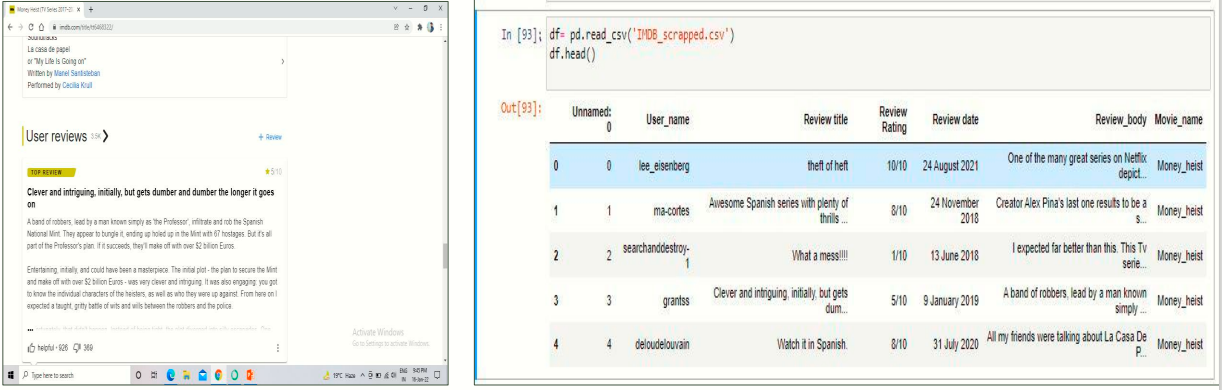 Money Heist (TV Series 2017–20
imdb.com/title/tt6468322/
Soundtracks
La casa de papel
or "My Life Is Going on"
Written by Manel Santisteban
Performed by Cecilia Krull
User reviews
+ Review
TOP REVIEW
5/10
Clever and intriguing, initially, but gets dumber and dumber the longer it goes
on
A band of robbers, lead by a man known simply as 'the Professor', infiltrate and rob the Spanish
National Mint. They appear to bungle it, ending up holed up in the Mint with 67 hostages. But it's all
part of the Professor's plan. If it succeeds, they'll make off with over $2 billion Euros.
Entertaining, initially, and could have been a masterpiece. The initial plot - the plan to secure the Mint
and make off with over $2 billion Euros - was very clever and intriguing. It was also engaging: you got
to know the individual characters of the heisters, as well as who they were up against. From here on I
expected a taught, gritty battle of wits and wills between the robbers and the police.
helpful • 926 369
Activate Windows
Go to Settings to activate Windows.
Type here to search
19°C Haze
ENG 9:45 PM
IN 18-Jan-22
In [93]: df= pd.read_csv('IMDB_scrapped.csv')
df.head()
Out[93]:
Unnamed: 0 User_name Review title Review Rating Review date Review_body Movie_name
0 0 lee_eisenberg theft of heft 10/10 24 August 2021 One of the many great series on Netflix depict... Money_heist
1 1 ma-cortes Awesome Spanish series with plenty of thrills ... 8/10 24 November 2018 Creator Alex Pina's last one results to be a s... Money_heist
2 2 searchanddestroy-1 What a mess!!!! 1/10 13 June 2018 I expected far better than this. This Tv serie... Money_heist
3 3 grantss Clever and intriguing, initially, but gets dum... 5/10 9 January 2019 A band of robbers, lead by a man known simply ... Money_heist
4 4 deloudelouvain Watch it in Spanish. 8/10 31 July 2020 All my friends were talking about La Casa De P... Money_heist